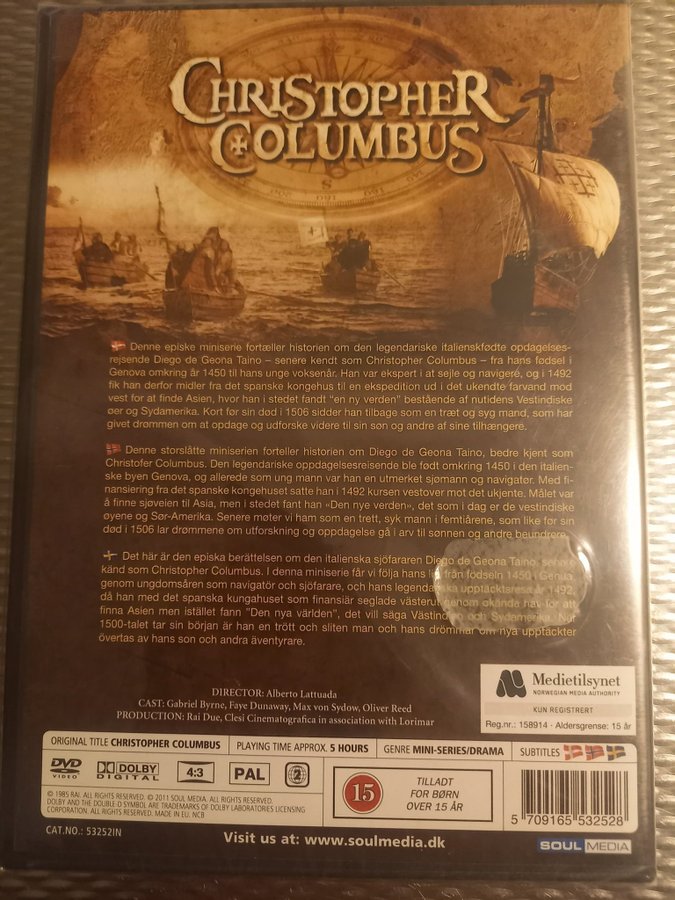 CHRISTOPHER
COLUMBUS
S
Denne episke miniserie fortæller historien om den legendariske italienskfødte opdagelses-
rejsende Diego de Geona Taino – senere kendt som Christopher Columbus – fra hans fødsel i
Genova omkring år 1450 til hans unge voksenår. Han var ekspert i at sejle og navigere, og i 1492
fik han derfor midler fra det spanske kongehus til en ekspedition ud i det ukendte farvand mod
vest for at finde Asien, hvor han i stedet fandt "en ny verden" bestående af nutidens Vestindiske
øer og Sydamerika. Kort før sin død i 1506 sidder han tilbage som en træt og syg mand, som har
givet drømmen om at opdage og udforske videre til sin søn og andre af sine tilhængere.
Denne storslåtte miniserien forteller historien om Diego de Geona Taino, bedre kjent som
Christofer Columbus. Den legendariske oppdagelsesreisende ble født omkring 1450 i den italien-
ske byen Genova, og allerede som ung mann var han en utmerket sjømann og navigatør. Med fi-
nansiering fra det spanske kongehuset satte han i 1492 kursen vestover mot det ukjente. Målet var
å finne sjøveien til Asia, men i stedet fant han «Den nye verden», det som i dag er de vestindiske
øyene og Sør-Amerika. Senere møter vi ham som en trett, syk mann i femtiårene, som like før sin
død i 1506 lar drømmene om utforskning og oppdagelse gå i arv til sønnen og andre beundrere.
Det här är den episka berättelsen om den italienska sjöfararen Diego de Geona Taino, senare
känd som Christopher Columbus. I denna miniserie får vi följa hans liv från födseln 1450 i Genua
genom ungdomsåren som navigatör och sjöfarare, och hans legendariska upptäcktsresa år 1492,
då han med det spanska kungahuset som finansiär seglade västerut genom okända hav för att
finna Asien men istället fann "Den nya världen", det vill säga Västindien och Sydamerika. När
1500-talet tar sin början är han en trött och sliten man och hans drömmar om nya upptäckter
övertas av hans son och andra äventyrare.
DIRECTOR: Alberto Lattuada
CAST: Gabriel Byrne, Faye Dunaway, Max von Sydow, Oliver Reed
PRODUCTION: Rai Due, Clesi Cinematografica in association with Lorimar
Medietilsynet
NORWEGIAN MEDIA AUTHORITY
KUN REGISTRERT
Reg.nr.: 158914 - Aldersgrense: 15 år
ORIGINAL TITLE CHRISTOPHER COLUMBUS PLAYING TIME APPROX. 5 HOURS GENRE MINI-SERIES/DRAMA SUBTITLES
DVD VIDEO DOLBY DIGITAL 4:3 PAL 2
15 TILLADT FOR BØRN OVER 15 ÅR
© 1985 RAI. ALL RIGHTS RESERVED. © 2011 SOUL MEDIA. ALL RIGHTS RESERVED.
DOLBY AND THE DOUBLE-D SYMBOL ARE TRADEMARKS OF DOLBY LABORATORIES LICENSING
CORPORATION. ALL RIGHTS RESERVED. MADE IN EU. NCB
5 709165 532528
CAT.NO.: 53252IN
Visit us at: www.soulmedia.dk
SOUL MEDIA